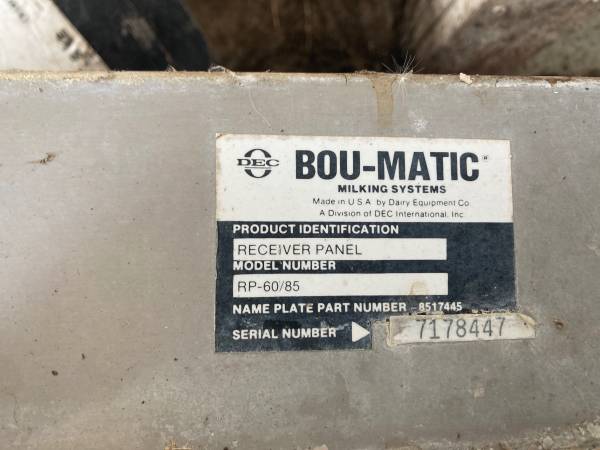 DEC
BOU-MATIC®
MILKING SYSTEMS
Made in U.S.A. by Dairy Equipment Co.
A Division of DEC International, Inc.
PRODUCT IDENTIFICATION
RECEIVER PANEL
MODEL NUMBER
RP-60/85
NAME PLATE PART NUMBER 8517445
SERIAL NUMBER 7178447